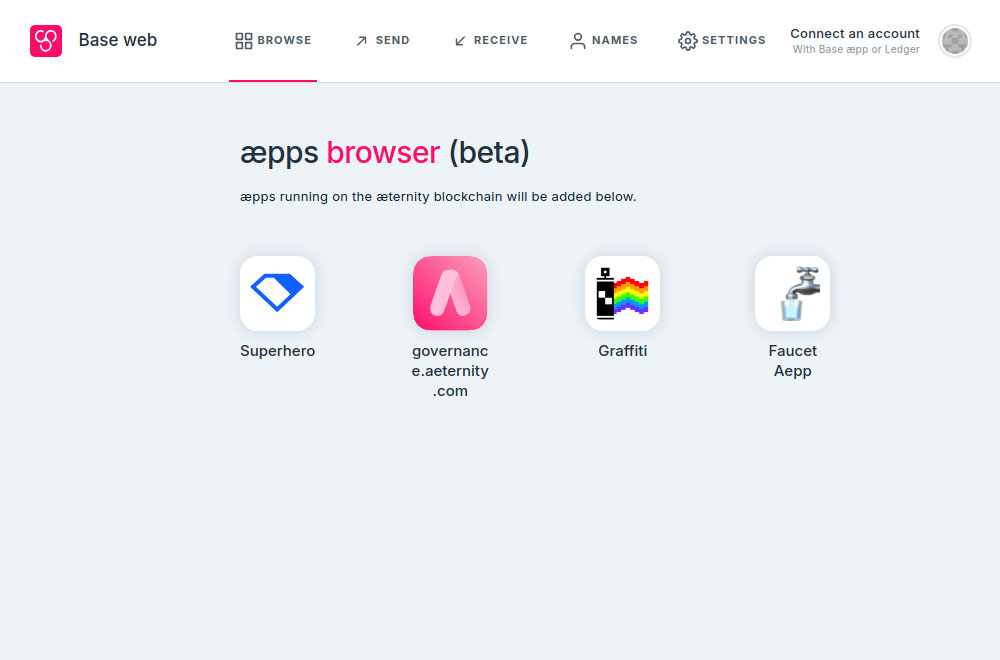 Base web
BROWSE
SEND
RECEIVE
NAMES
SETTINGS
Connect an account
With Base æpp or Ledger
æpps browser (beta)
æpps running on the æternity blockchain will be added below.
Superhero
governanc
e.aeternity
.com
Graffiti
Faucet
Aepp